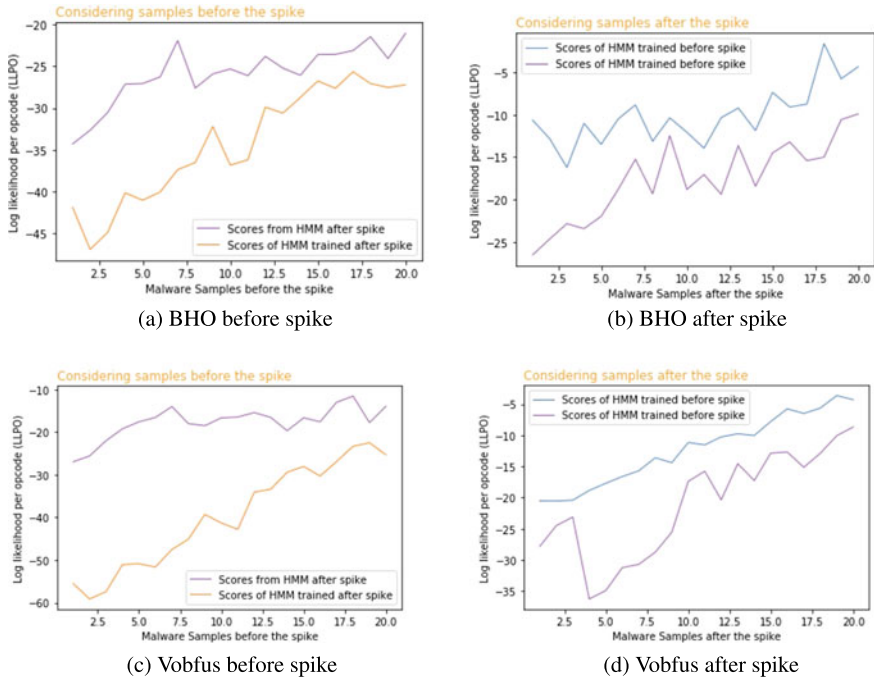 Considering samples before the spike
Log likelihood per opcode (LLPO)
−20
−25
−30
−35
−40
−45
Scores from HMM after spike
Scores of HMM trained after spike
2.5 5.0 7.5 10.0 12.5 15.0 17.5 20.0
Malware Samples before the spike
(a) BHO before spike
Considering samples after the spike
Log likelihood per opcode (LLPO)
Scores of HMM trained before spike
Scores of HMM trained before spike
−5
−10
−15
−20
−25
2.5 5.0 7.5 10.0 12.5 15.0 17.5 20.0
Malware Samples after the spike
(b) BHO after spike
Considering samples before the spike
Log likelihood per opcode (LLPO)
−10
−20
−30
−40
−50
−60
Scores from HMM after spike
Scores of HMM trained after spike
2.5 5.0 7.5 10.0 12.5 15.0 17.5 20.0
Malware Samples before the spike
(c) Vobfus before spike
Considering samples after the spike
Log likelihood per opcode (LLPO)
Scores of HMM trained before spike
Scores of HMM trained before spike
−5
−10
−15
−20
−25
−30
−35
2.5 5.0 7.5 10.0 12.5 15.0 17.5 20.0
Malware Samples after the spike
(d) Vobfus after spike